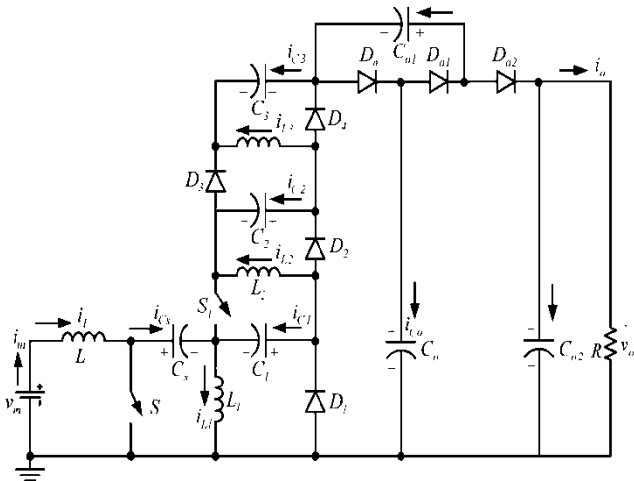 C_o1
i_C3
D_o
D_o1
D_o2
i_o
C_3
D_4
D_3
i_C2
C_2
D_2
i_L2
L_2
S_1
i_in
i_L
i_Cs
i_C1
L
C_s
C_1
i_Co
C_o
C_o2
R
v_o
v_in
S
i_L1
L_1
D_1